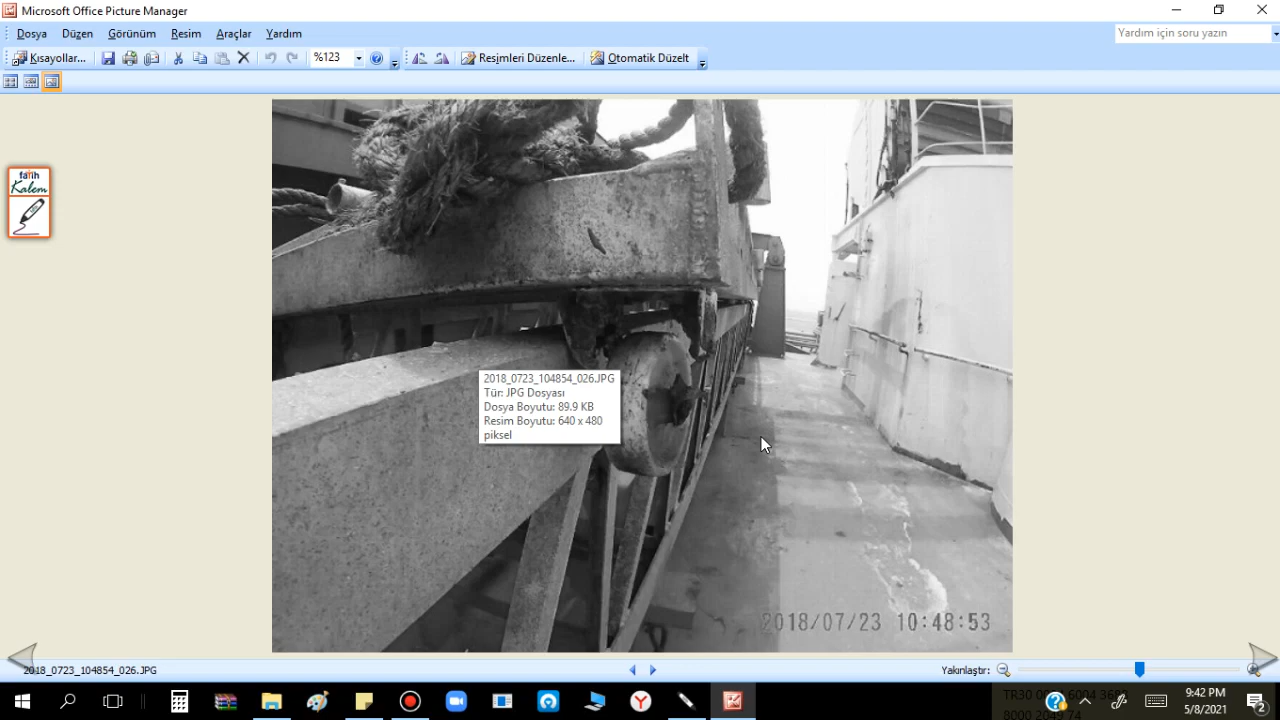 Microsoft Office Picture Manager
Dosya Düzen Görünüm Resim Araçlar Yardım
Yardım için soru yazın
Kısayollar... %123 Resimleri Düzenle... Otomatik Düzelt
fatih
Kalem
2018_0723_104854_026.JPG
Tür: JPG Dosyası
Dosya Boyutu: 89.9 KB
Resim Boyutu: 640 x 480
piksel
2018/07/23 10:48:53
2018_0723_104854_026.JPG
Yakınlaştır:
9:42 PM
5/8/2021
2